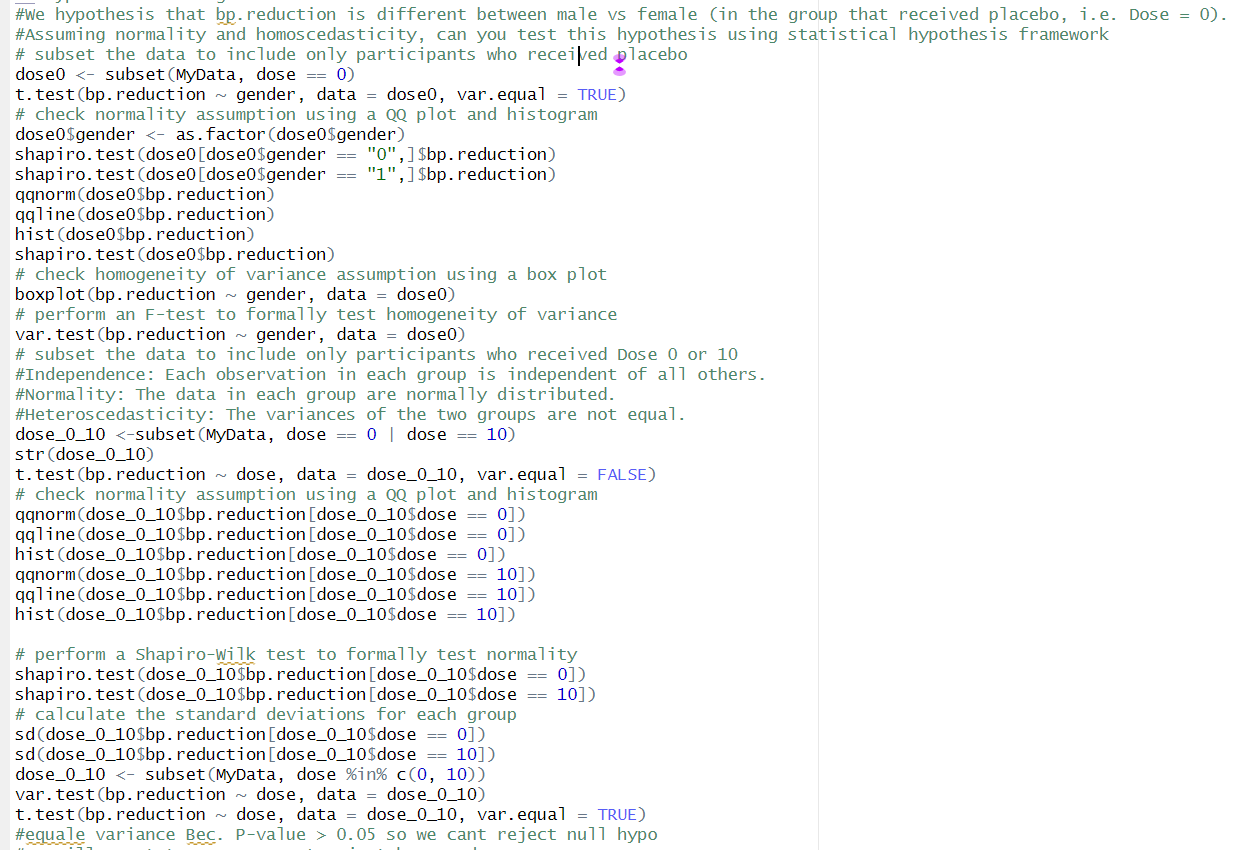 #We hypothesis that bp.reduction is different between male vs female (in the group that received placebo, i.e. Dose = 0).
#Assuming normality and homoscedasticity, can you test this hypothesis using statistical hypothesis framework
# subset the data to include only participants who received placebo
dose0 <- subset(MyData, dose == 0)
t.test(bp.reduction ~ gender, data = dose0, var.equal = TRUE)
# check normality assumption using a QQ plot and histogram
dose0$gender <- as.factor(dose0$gender)
shapiro.test(dose0[dose0$gender == "0",]$bp.reduction)
shapiro.test(dose0[dose0$gender == "1",]$bp.reduction)
qqnorm(dose0$bp.reduction)
qqline(dose0$bp.reduction)
hist(dose0$bp.reduction)
shapiro.test(dose0$bp.reduction)
# check homogeneity of variance assumption using a box plot
boxplot(bp.reduction ~ gender, data = dose0)
# perform an F-test to formally test homogeneity of variance
var.test(bp.reduction ~ gender, data = dose0)
# subset the data to include only participants who received Dose 0 or 10
#Independence: Each observation in each group is independent of all others.
#Normality: The data in each group are normally distributed.
#Heteroscedasticity: The variances of the two groups are not equal.
dose_0_10 <-subset(MyData, dose == 0 | dose == 10)
str(dose_0_10)
t.test(bp.reduction ~ dose, data = dose_0_10, var.equal = FALSE)
# check normality assumption using a QQ plot and histogram
qqnorm(dose_0_10$bp.reduction[dose_0_10$dose == 0])
qqline(dose_0_10$bp.reduction[dose_0_10$dose == 0])
hist(dose_0_10$bp.reduction[dose_0_10$dose == 0])
qqnorm(dose_0_10$bp.reduction[dose_0_10$dose == 10])
qqline(dose_0_10$bp.reduction[dose_0_10$dose == 10])
hist(dose_0_10$bp.reduction[dose_0_10$dose == 10])
# perform a Shapiro-Wilk test to formally test normality
shapiro.test(dose_0_10$bp.reduction[dose_0_10$dose == 0])
shapiro.test(dose_0_10$bp.reduction[dose_0_10$dose == 10])
# calculate the standard deviations for each group
sd(dose_0_10$bp.reduction[dose_0_10$dose == 0])
sd(dose_0_10$bp.reduction[dose_0_10$dose == 10])
dose_0_10 <- subset(MyData, dose %in% c(0, 10))
var.test(bp.reduction ~ dose, data = dose_0_10)
t.test(bp.reduction ~ dose, data = dose_0_10, var.equal = TRUE)
#equale variance Bec. P-value > 0.05 so we cant reject null hypo